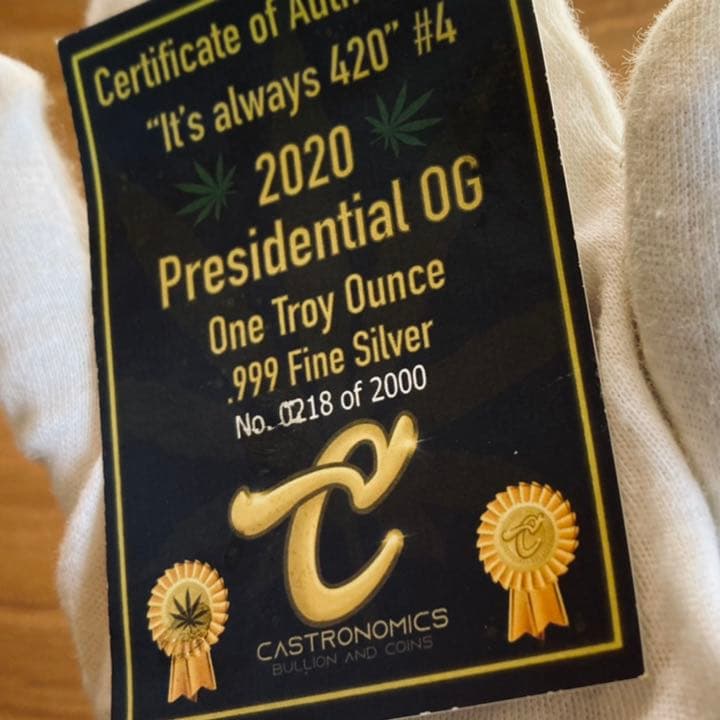 Certificate of
"It's always 420" #4
2020
Presidential OG
One Troy Ounce
.999 Fine Silver
No. 0218 of 2000
CASTRONOMICS
BULLION AND COINS